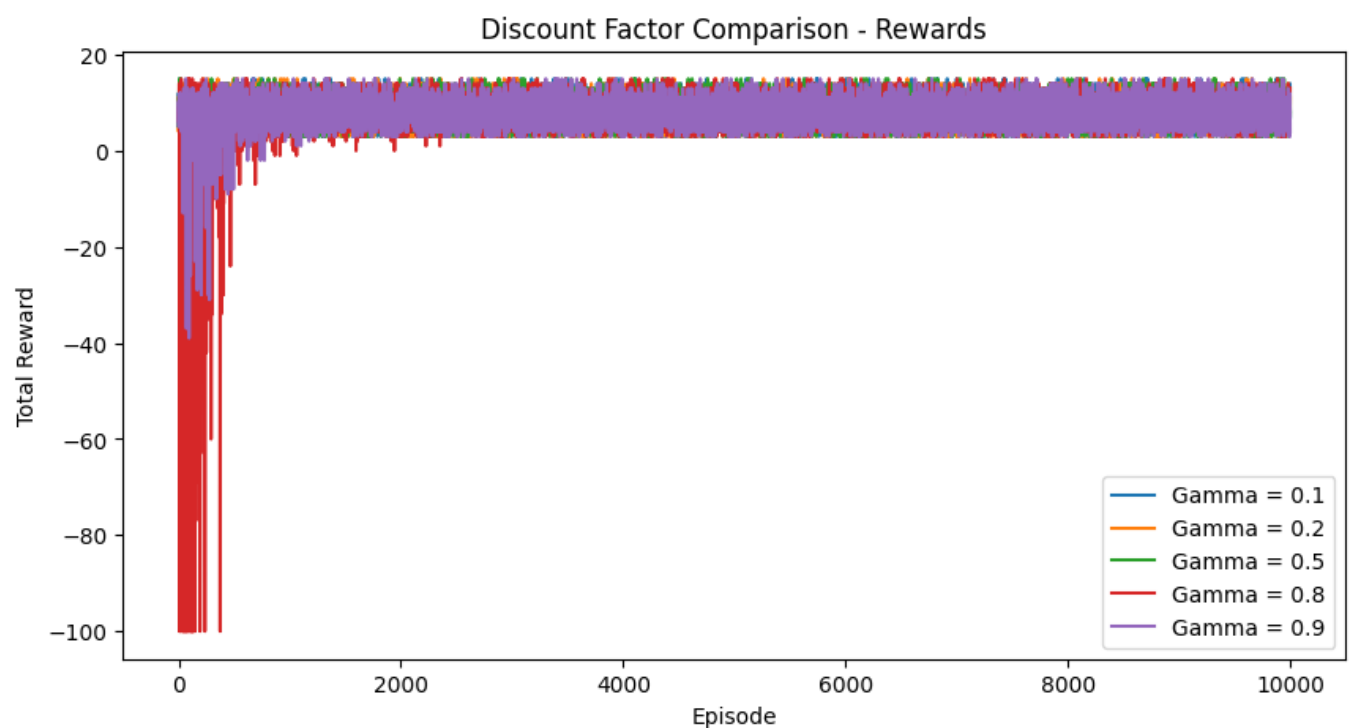 Discount Factor Comparison - Rewards
20
0
−20
−40
−60
−80
−100
Total Reward
Gamma = 0.1
Gamma = 0.2
Gamma = 0.5
Gamma = 0.8
Gamma = 0.9
0 2000 4000 6000 8000 10000
Episode